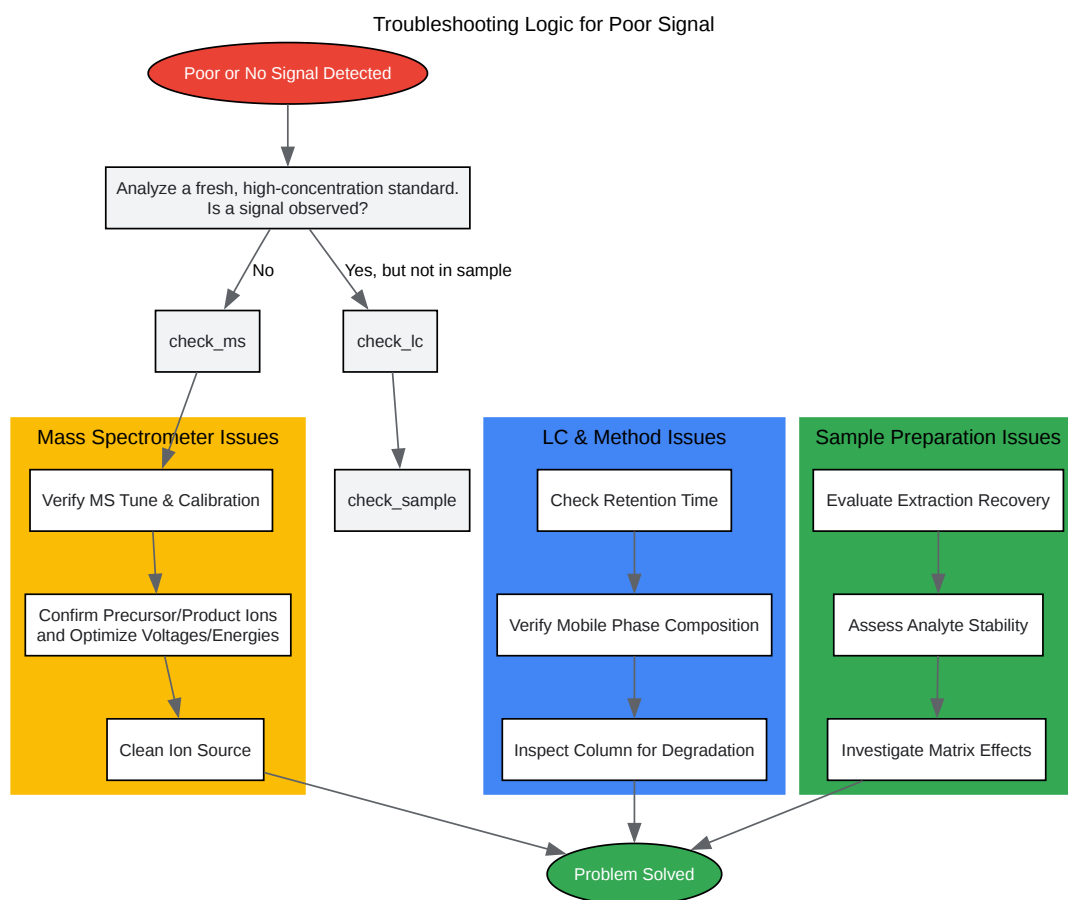 Troubleshooting Logic for Poor Signal
Poor or No Signal Detected
Analyze a fresh, high-concentration standard.
Is a signal observed?
No
Yes, but not in sample
check_ms
check_lc
Mass Spectrometer Issues
LC & Method Issues
Sample Preparation Issues
Verify MS Tune & Calibration
check_sample
Check Retention Time
Evaluate Extraction Recovery
Confirm Precursor/Product Ions
and Optimize Voltages/Energies
Verify Mobile Phase Composition
Assess Analyte Stability
Clean Ion Source
Inspect Column for Degradation
Investigate Matrix Effects
Problem Solved